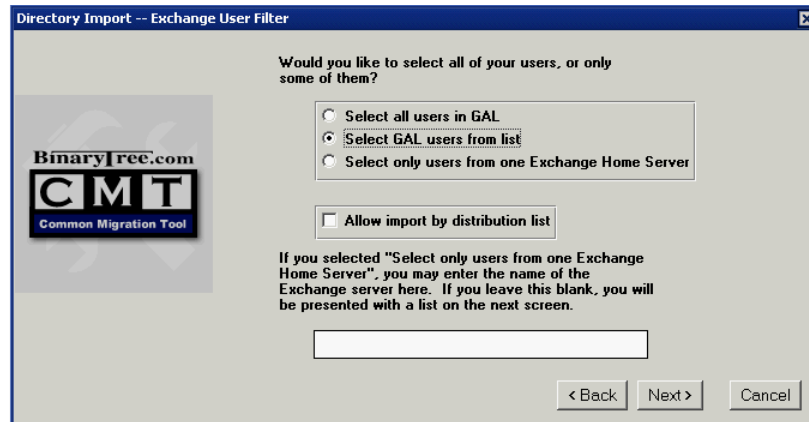 Directory Import -- Exchange User Filter
Would you like to select all of your users, or only
some of them?
Select all users in GAL
Select GAL users from list
Select only users from one Exchange Home Server
BinaryTree.com
CMT
Common Migration Tool
Allow import by distribution list
If you selected "Select only users from one Exchange
Home Server", you may enter the name of the
Exchange server here. If you leave this blank, you will
be presented with a list on the next screen.
< Back
Next >
Cancel